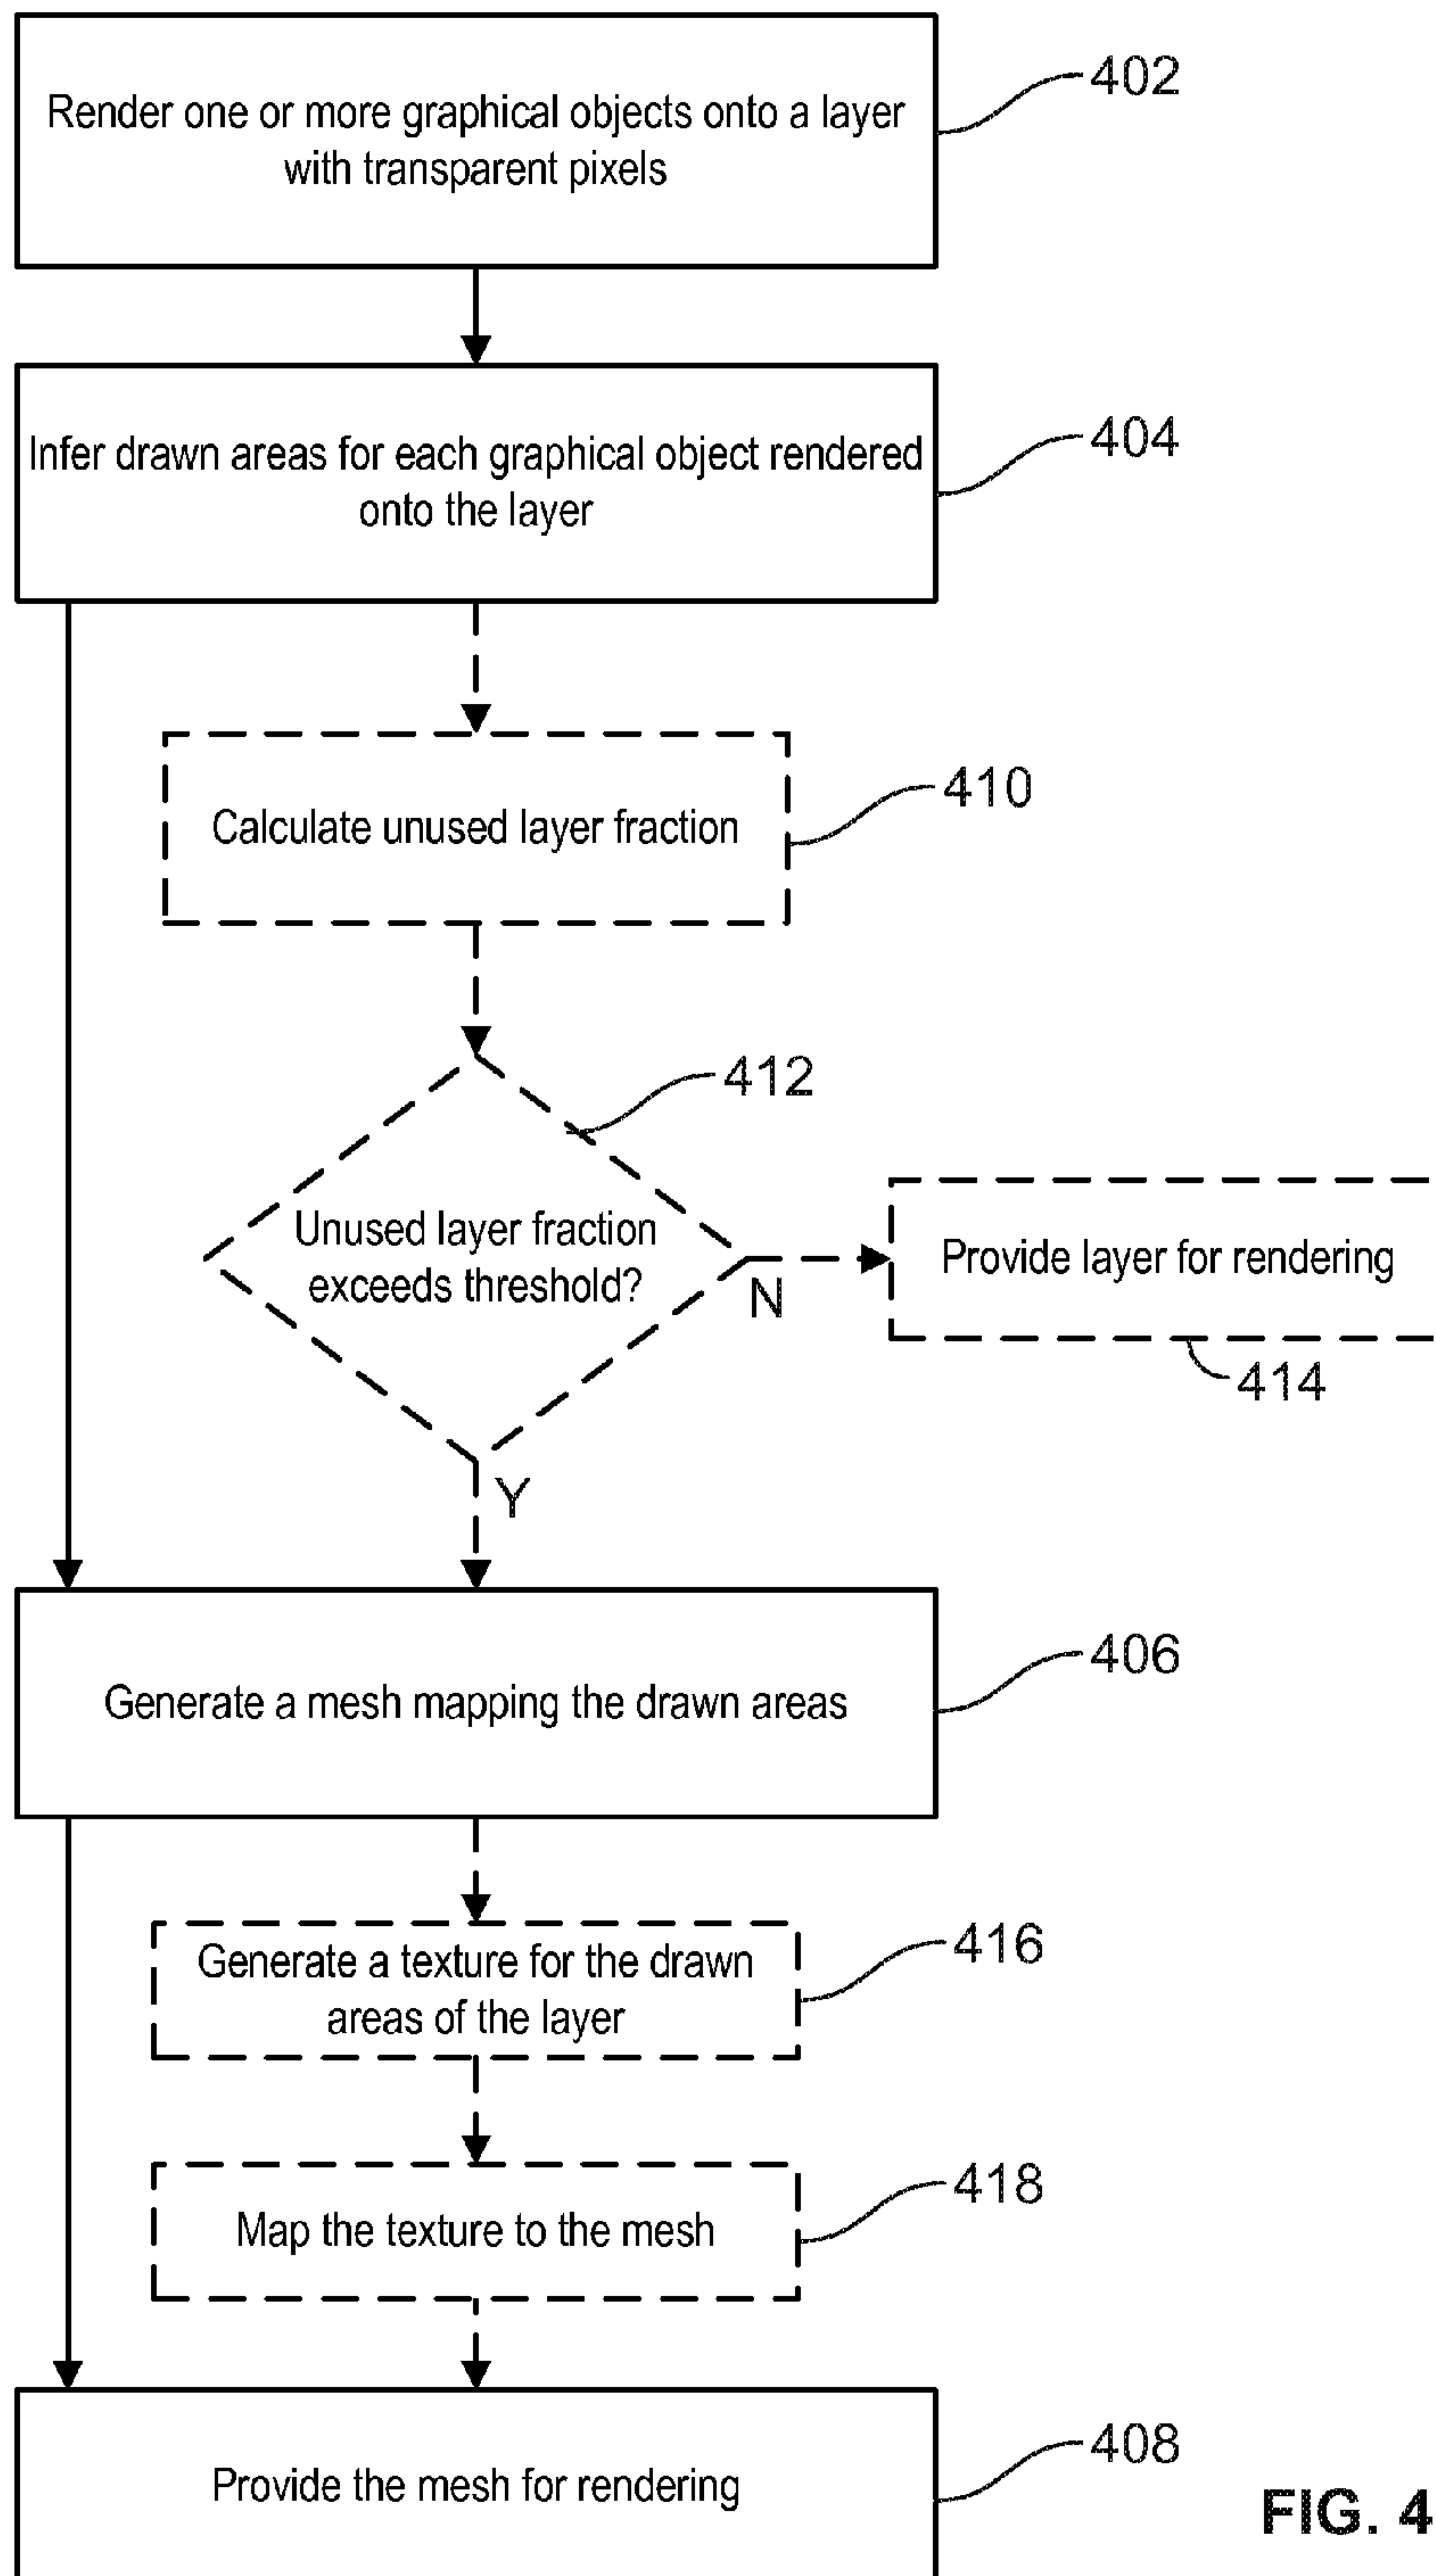 Render one or more graphical objects onto a layer
with transparent pixels
402
Infer drawn areas for each graphical object rendered
onto the layer
404
Calculate unused layer fraction
410
412
Unused layer fraction
exceeds threshold?
N
Provide layer for rendering
414
Y
Generate a mesh mapping the drawn areas
406
Generate a texture for the drawn
areas of the layer
416
Map the texture to the mesh
418
Provide the mesh for rendering
408
FIG. 4